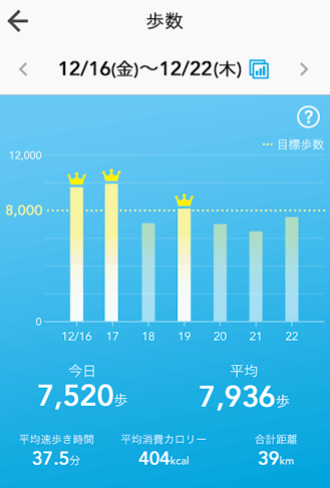 歩数
12/16(金)～12/22(木)
?
目標歩数
12,000
8,000
0
12/16 17 18 19 20 21 22
今日 平均
7,520歩 7,936歩
平均速歩き時間 平均消費カロリー 合計距離
37.5分 404kcal 39km